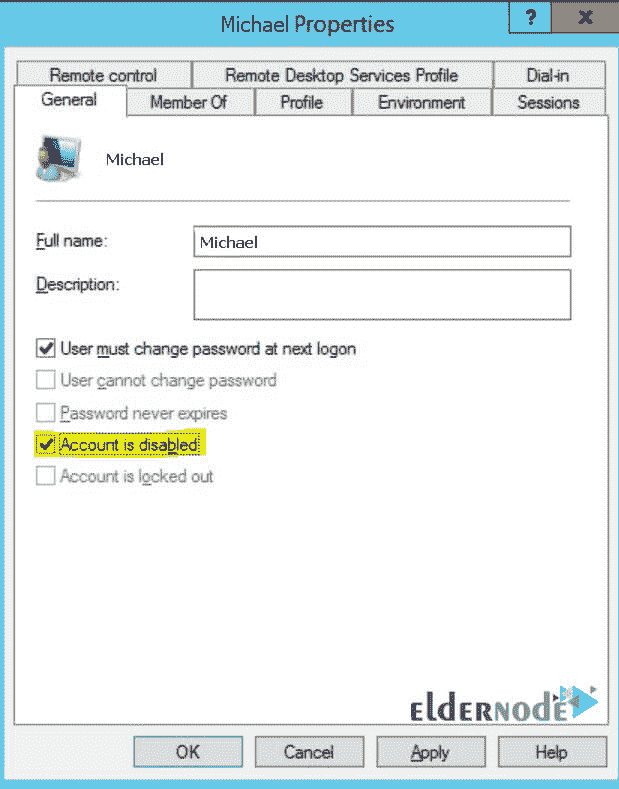 Michael Properties
?
Remote control Remote Desktop Services Profile Dial-in
General Member Of Profile Environment Sessions
Michael
Full name: Michael
Description:
User must change password at next logon
User cannot change password
Password never expires
Account is disabled
Account is locked out
ELDERNODE
OK Cancel Apply Help